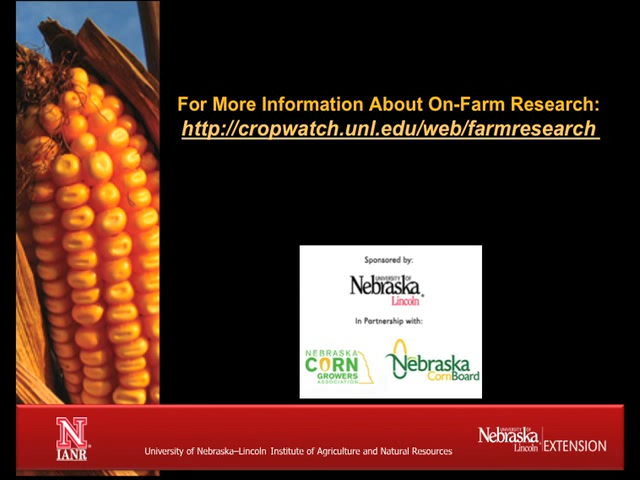 For More Information About On-Farm Research:
http://cropwatch.unl.edu/web/farmresearch
Sponsored by:
UNIVERSITY OF
Nebraska
Lincoln
In Partnership with:
NEBRASKA
CORN
GROWERS
ASSOCIATION
Nebraska
CornBoard
N
IANR
University of Nebraska–Lincoln Institute of Agriculture and Natural Resources
UNIVERSITY OF
Nebraska
Lincoln
EXTENSION